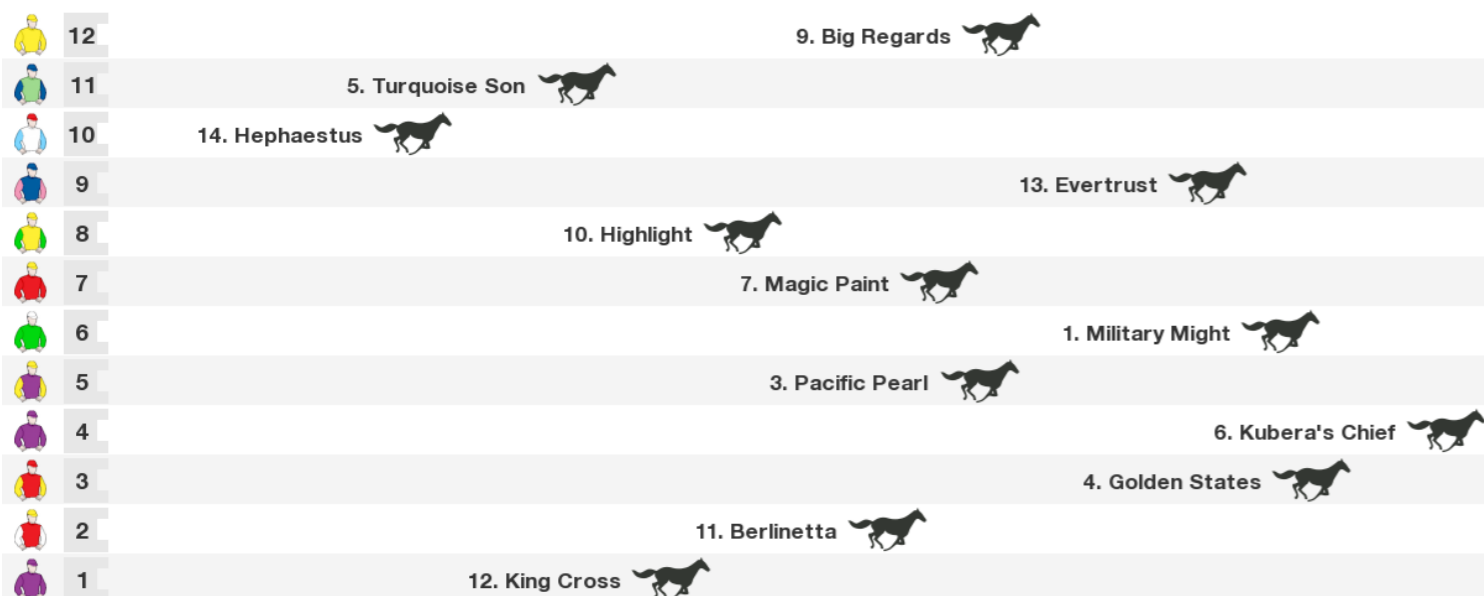 12 9. Big Regards
11 5. Turquoise Son
10 14. Hephaestus
9 13. Evertrust
8 10. Highlight
7 7. Magic Paint
6 1. Military Might
5 3. Pacific Pearl
4 6. Kubera's Chief
3 4. Golden States
2 11. Berlinetta
1 12. King Cross